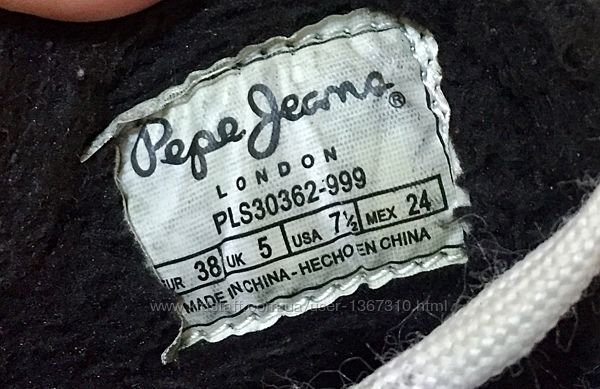 Pepe Jeans®
LONDON
PLS30362-999
EUR 38 UK 5 USA 7½ MEX 24
MADE IN CHINA - HECHO EN CHINA